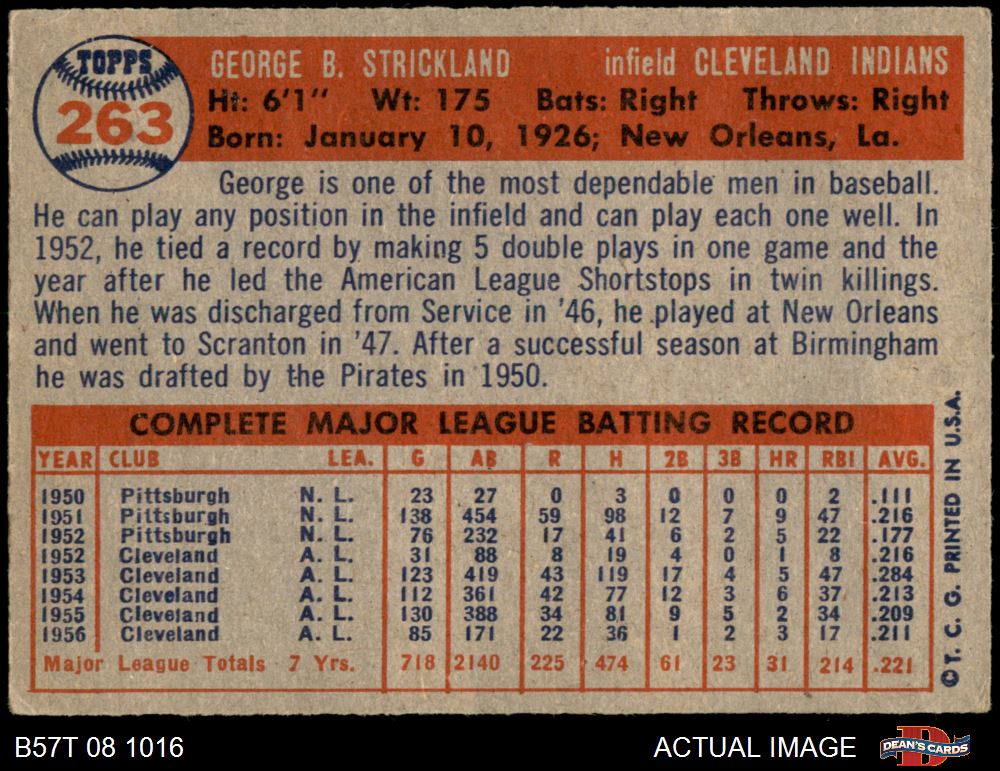 TOPPS
263
GEORGE B. STRICKLAND infield CLEVELAND INDIANS
Ht: 6'1" Wt: 175 Bats: Right Throws: Right
Born: January 10, 1926; New Orleans, La.
George is one of the most dependable men in baseball.
He can play any position in the infield and can play each one well. In
1952, he tied a record by making 5 double plays in one game and the
year after he led the American League Shortstops in twin killings.
When he was discharged from Service in '46, he played at New Orleans
and went to Scranton in '47. After a successful season at Birmingham
he was drafted by the Pirates in 1950.
COMPLETE MAJOR LEAGUE BATTING RECORD
YEAR CLUB LEA. G AB R H 2B 3B HR RBI AVG.
1950 Pittsburgh N. L. 23 27 0 3 0 0 0 2 .111
1951 Pittsburgh N. L. 138 454 59 98 12 7 9 47 .216
1952 Pittsburgh N. L. 76 232 17 41 6 2 5 22 .177
1952 Cleveland A. L. 31 88 8 19 4 0 1 8 .216
1953 Cleveland A. L. 123 419 43 119 17 4 5 47 .284
1954 Cleveland A. L. 112 361 42 77 12 3 6 37 .213
1955 Cleveland A. L. 130 388 34 81 9 5 2 34 .209
1956 Cleveland A. L. 85 171 22 36 1 2 3 17 .211
Major League Totals 7 Yrs. 718 2140 225 474 61 23 31 214 .221
©T. C. G. PRINTED IN U.S.A.
B57T 08 1016 ACTUAL IMAGE
D
DEAN'S CARDS